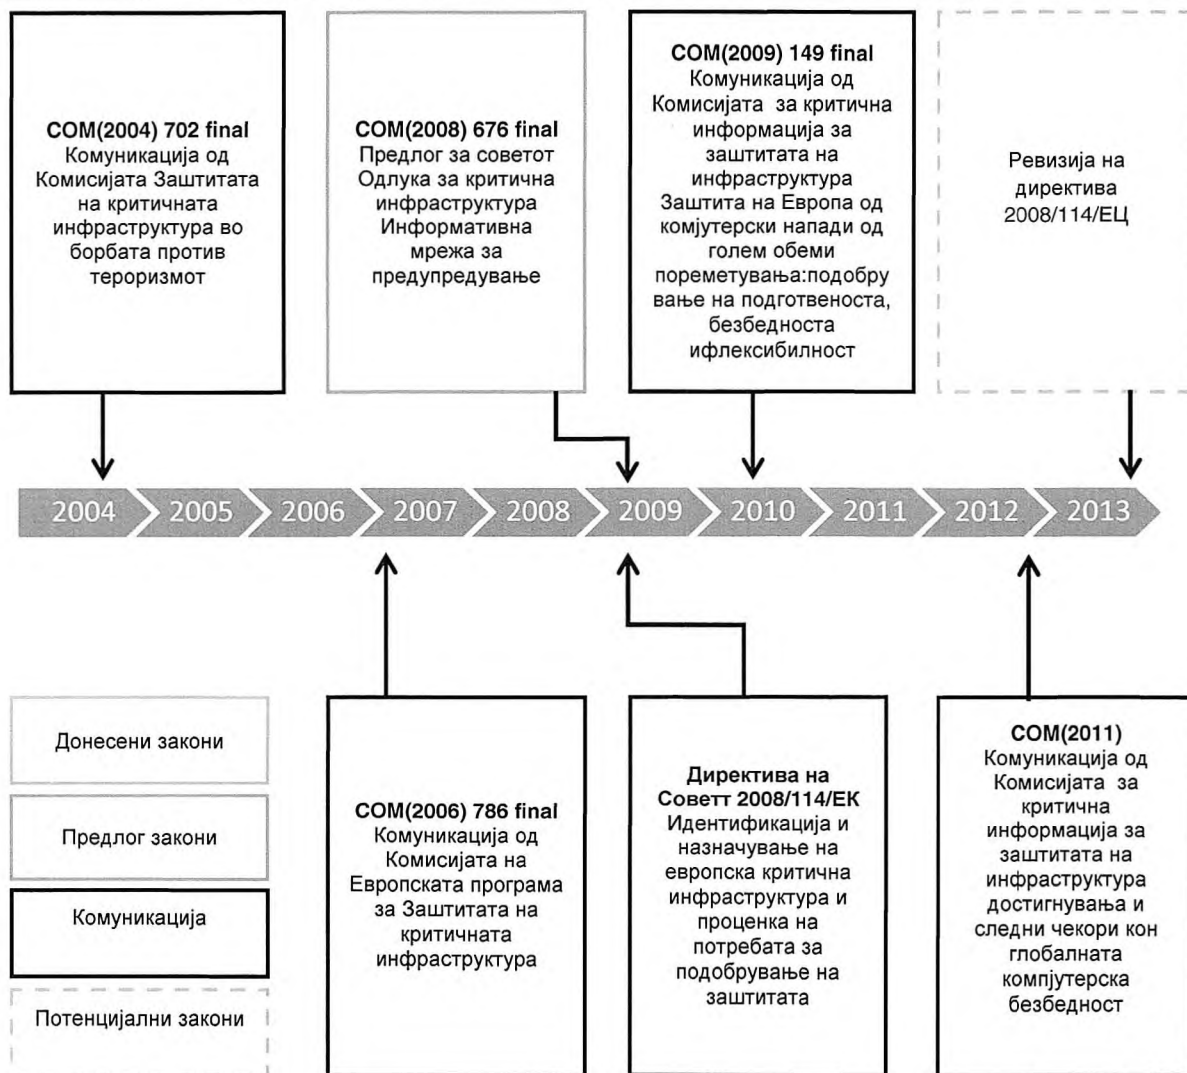 COM(2004) 702 final
Комуникација од
Комисијата Заштитата
на критичната
инфраструктура во
борбата против
тероризмот
COM(2008) 676 final
Предлог за советот
Одлука за критична
инфраструктура
Информативна
мрежа за
предупредување
COM(2009) 149 final
Комуникација од
Комисијата за критична
информација за
заштитата на
инфраструктура
Заштита на Европа од
комјутерски напади од
голем обеми
пореметувања:подобру
вање на подготвеноста,
безбедноста
ифлексибилност
Ревизија на
директива
2008/114/ЕЦ
2004
2005
2006
2007
2008
2009
2010
2011
2012
2013
Донесени закони
Предлог закони
Комуникација
Потенцијални закони
COM(2006) 786 final
Комуникација од
Комисијата на
Европската програма
за Заштитата на
критичната
инфраструктура
Директива на
Советт 2008/114/ЕК
Идентификација и
назначување на
европска критична
инфраструктура и
проценка на
потребата за
подобрување на
заштитата
COM(2011)
Комуникација од
Комисијата за
критична
информација за
заштитата на
инфраструктура
достигнувања и
следни чекори кон
глобалната
компјутерска
безбедност